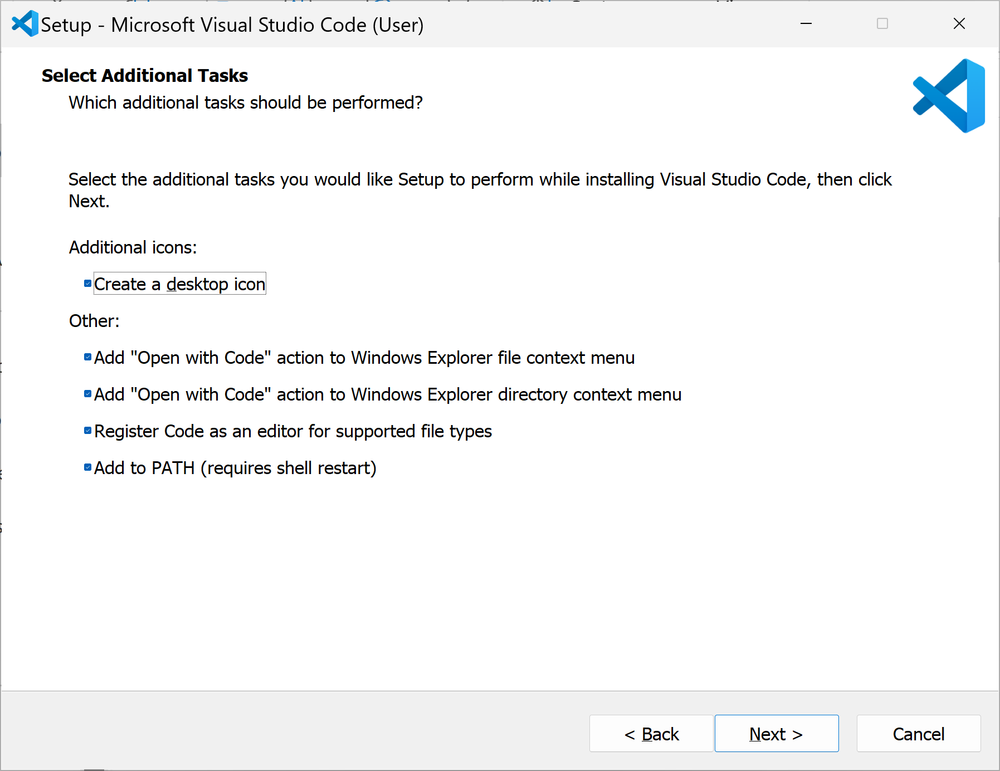 Setup - Microsoft Visual Studio Code (User)
Select Additional Tasks
Which additional tasks should be performed?
Select the additional tasks you would like Setup to perform while installing Visual Studio Code, then click
Next.
Additional icons:
Create a desktop icon
Other:
Add "Open with Code" action to Windows Explorer file context menu
Add "Open with Code" action to Windows Explorer directory context menu
Register Code as an editor for supported file types
Add to PATH (requires shell restart)
< Back
Next >
Cancel